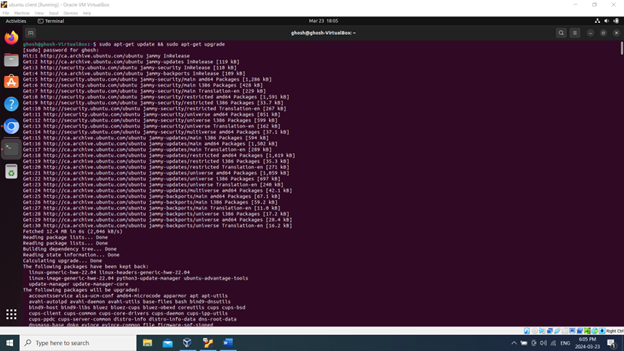 ubuntu client [Running] - Oracle VM VirtualBox
File Machine View Input Devices Help
Activities Terminal Mar 23 18:05
ghosh@ghosh-VirtualBox: ~
ghosh@ghosh-VirtualBox:~$ sudo apt-get update && sudo apt-get upgrade
[sudo] password for ghosh:
Hit:1 http://ca.archive.ubuntu.com/ubuntu jammy InRelease
Get:2 http://ca.archive.ubuntu.com/ubuntu jammy-updates InRelease [119 kB]
Get:3 http://security.ubuntu.com/ubuntu jammy-security InRelease [110 kB]
Get:4 http://ca.archive.ubuntu.com/ubuntu jammy-backports InRelease [109 kB]
Get:5 http://security.ubuntu.com/ubuntu jammy-security/main amd64 Packages [1,286 kB]
Get:6 http://security.ubuntu.com/ubuntu jammy-security/main i386 Packages [428 kB]
Get:7 http://security.ubuntu.com/ubuntu jammy-security/main Translation-en [229 kB]
Get:8 http://security.ubuntu.com/ubuntu jammy-security/restricted amd64 Packages [1,591 kB]
Get:9 http://security.ubuntu.com/ubuntu jammy-security/restricted i386 Packages [33.7 kB]
Get:10 http://security.ubuntu.com/ubuntu jammy-security/restricted Translation-en [267 kB]
Get:11 http://security.ubuntu.com/ubuntu jammy-security/universe amd64 Packages [851 kB]
Get:12 http://security.ubuntu.com/ubuntu jammy-security/universe i386 Packages [599 kB]
Get:13 http://security.ubuntu.com/ubuntu jammy-security/universe Translation-en [162 kB]
Get:14 http://security.ubuntu.com/ubuntu jammy-security/multiverse amd64 Packages [37.1 kB]
Get:15 http://ca.archive.ubuntu.com/ubuntu jammy-updates/main i386 Packages [594 kB]
Get:16 http://ca.archive.ubuntu.com/ubuntu jammy-updates/main amd64 Packages [1,502 kB]
Get:17 http://ca.archive.ubuntu.com/ubuntu jammy-updates/main Translation-en [289 kB]
Get:18 http://ca.archive.ubuntu.com/ubuntu jammy-updates/restricted amd64 Packages [1,619 kB]
Get:19 http://ca.archive.ubuntu.com/ubuntu jammy-updates/restricted i386 Packages [35.3 kB]
Get:20 http://ca.archive.ubuntu.com/ubuntu jammy-updates/restricted Translation-en [271 kB]
Get:21 http://ca.archive.ubuntu.com/ubuntu jammy-updates/universe amd64 Packages [1,059 kB]
Get:22 http://ca.archive.ubuntu.com/ubuntu jammy-updates/universe i386 Packages [697 kB]
Get:23 http://ca.archive.ubuntu.com/ubuntu jammy-updates/universe Translation-en [240 kB]
Get:24 http://ca.archive.ubuntu.com/ubuntu jammy-updates/multiverse amd64 Packages [42.1 kB]
Get:25 http://ca.archive.ubuntu.com/ubuntu jammy-backports/main amd64 Packages [67.1 kB]
Get:26 http://ca.archive.ubuntu.com/ubuntu jammy-backports/main i386 Packages [59.2 kB]
Get:27 http://ca.archive.ubuntu.com/ubuntu jammy-backports/main Translation-en [11.0 kB]
Get:28 http://ca.archive.ubuntu.com/ubuntu jammy-backports/universe i386 Packages [17.2 kB]
Get:29 http://ca.archive.ubuntu.com/ubuntu jammy-backports/universe amd64 Packages [28.4 kB]
Get:30 http://ca.archive.ubuntu.com/ubuntu jammy-backports/universe Translation-en [16.2 kB]
Fetched 12.4 MB in 6s (2,046 kB/s)
Reading package lists... Done
Reading package lists... Done
Building dependency tree... Done
Reading state information... Done
Calculating upgrade... Done
The following packages have been kept back:
linux-generic-hwe-22.04 linux-headers-generic-hwe-22.04
linux-image-generic-hwe-22.04 python3-update-manager ubuntu-advantage-tools
update-manager update-manager-core
The following packages will be upgraded:
accountsservice alsa-ucm-conf amd64-microcode apparmor apt apt-utils
avahi-autoipd avahi-daemon avahi-utils base-files bash bind9-dnsutils
bind9-host bind9-libs bluez bluez-cups bluez-obexd coreutils cups cups-bsd
cups-client cups-common cups-core-drivers cups-daemon cups-ipp-utils
cups-ppdc cups-server-common distro-info distro-info-data dns-root-data
dnsmasq-base dpkg evince evince-common file firmware-sof-signed
Right Ctrl
Type here to search
ENG
6:05 PM
2024-03-23